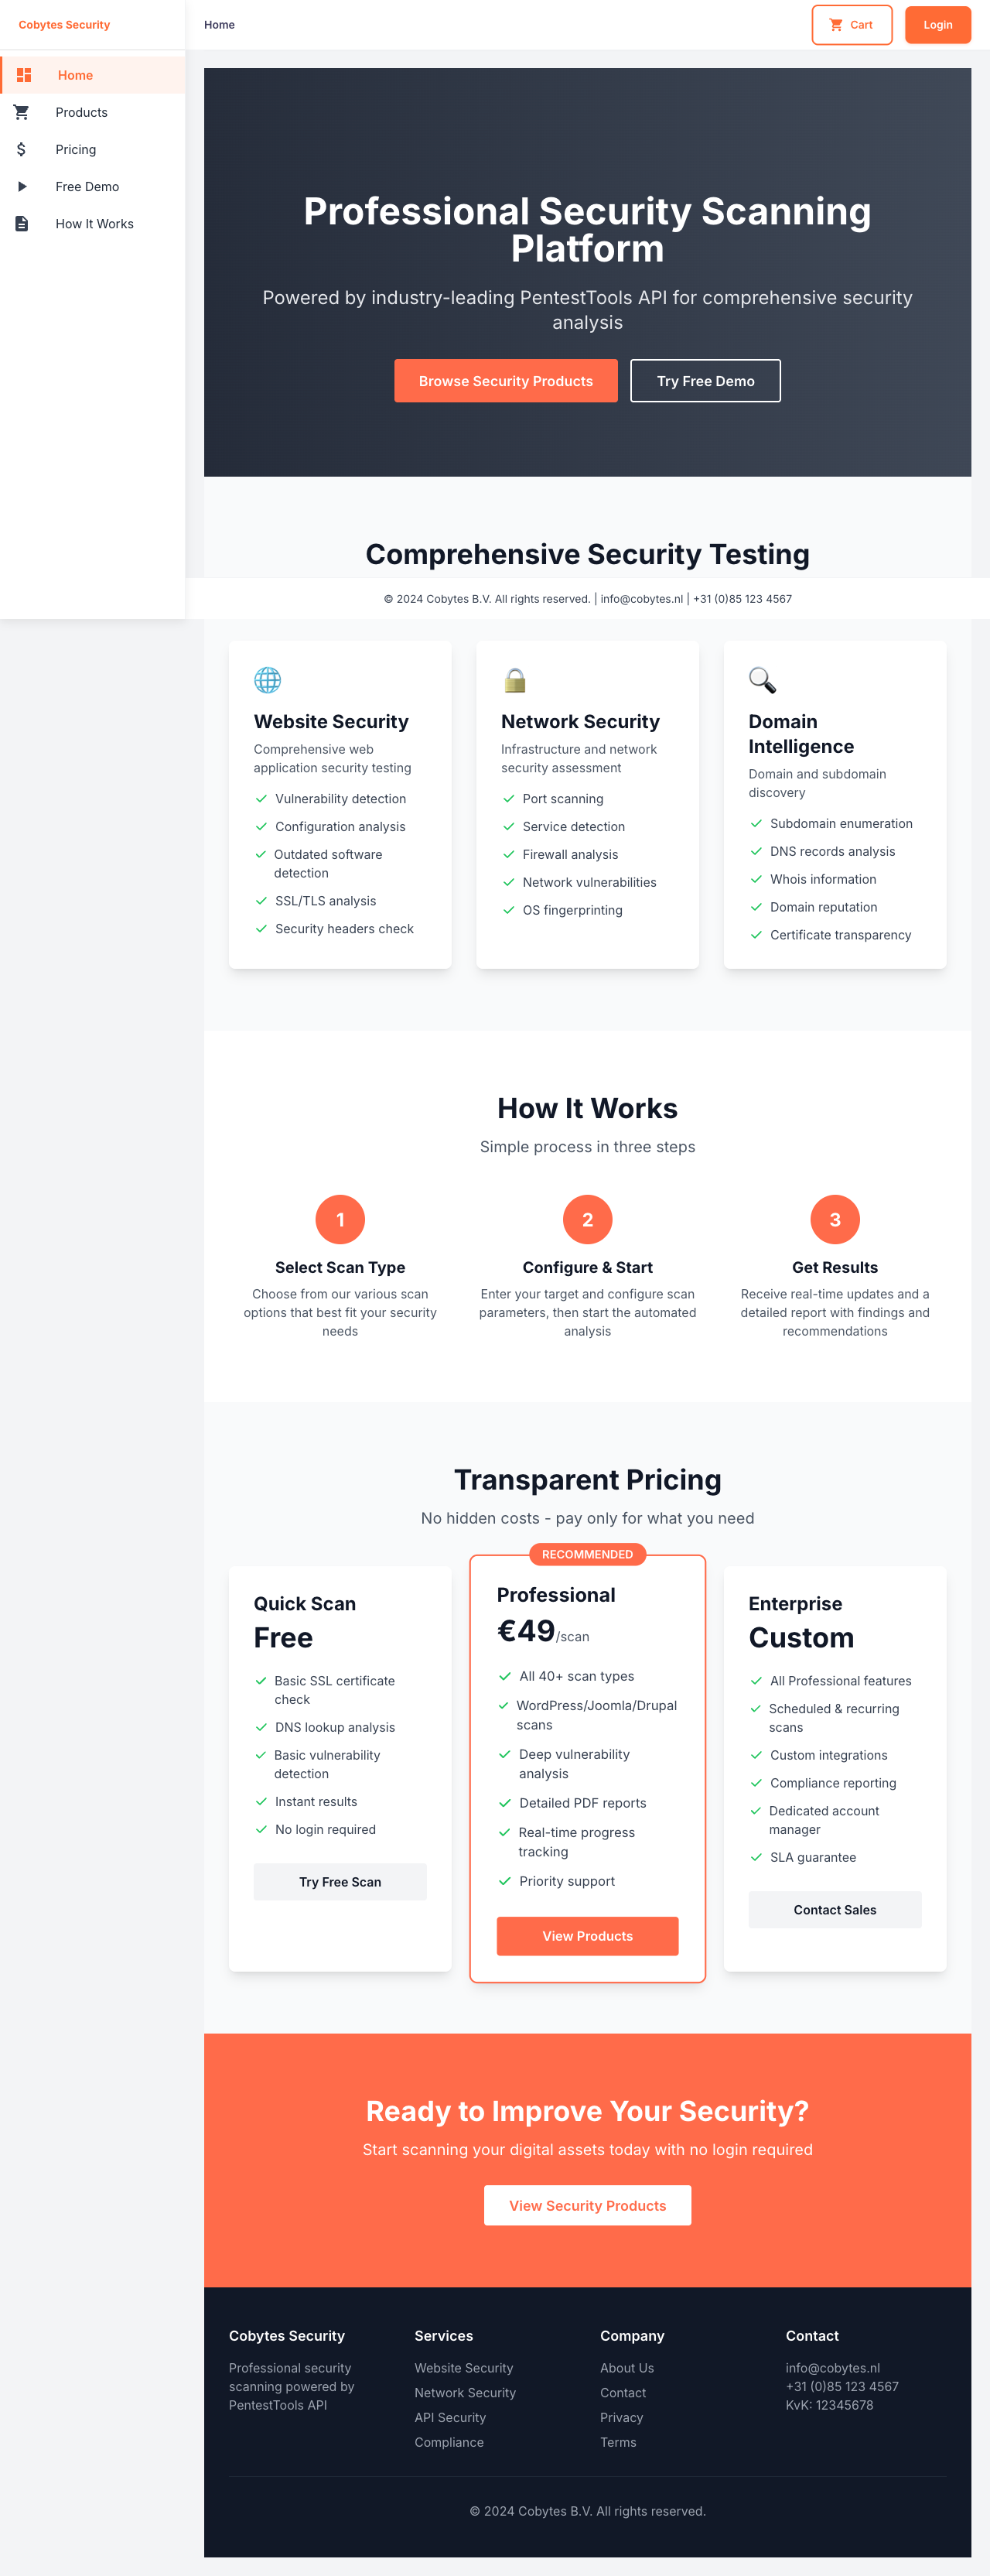 Cobytes Security
Home
Cart
Login
Home
Products
Pricing
Free Demo
How It Works
Professional Security Scanning
Platform
Powered by industry-leading PentestTools API for comprehensive security
analysis
Browse Security Products
Try Free Demo
Comprehensive Security Testing
© 2024 Cobytes B.V. All rights reserved. | info@cobytes.nl | +31 (0)85 123 4567
Website Security
Comprehensive web
application security testing
Vulnerability detection
Configuration analysis
Outdated software
detection
SSL/TLS analysis
Security headers check
Network Security
Infrastructure and network
security assessment
Port scanning
Service detection
Firewall analysis
Network vulnerabilities
OS fingerprinting
Domain
Intelligence
Domain and subdomain
discovery
Subdomain enumeration
DNS records analysis
Whois information
Domain reputation
Certificate transparency
How It Works
Simple process in three steps
1
Select Scan Type
Choose from our various scan
options that best fit your security
needs
2
Configure & Start
Enter your target and configure scan
parameters, then start the automated
analysis
3
Get Results
Receive real-time updates and a
detailed report with findings and
recommendations
Transparent Pricing
No hidden costs - pay only for what you need
Quick Scan
Free
Basic SSL certificate
check
DNS lookup analysis
Basic vulnerability
detection
Instant results
No login required
Try Free Scan
RECOMMENDED
Professional
€49/scan
All 40+ scan types
WordPress/Joomla/Drupal
scans
Deep vulnerability
analysis
Detailed PDF reports
Real-time progress
tracking
Priority support
View Products
Enterprise
Custom
All Professional features
Scheduled & recurring
scans
Custom integrations
Compliance reporting
Dedicated account
manager
SLA guarantee
Contact Sales
Ready to Improve Your Security?
Start scanning your digital assets today with no login required
View Security Products
Cobytes Security
Professional security
scanning powered by
PentestTools API
Services
Website Security
Network Security
API Security
Compliance
Company
About Us
Contact
Privacy
Terms
Contact
info@cobytes.nl
+31 (0)85 123 4567
KvK: 12345678
© 2024 Cobytes B.V. All rights reserved.